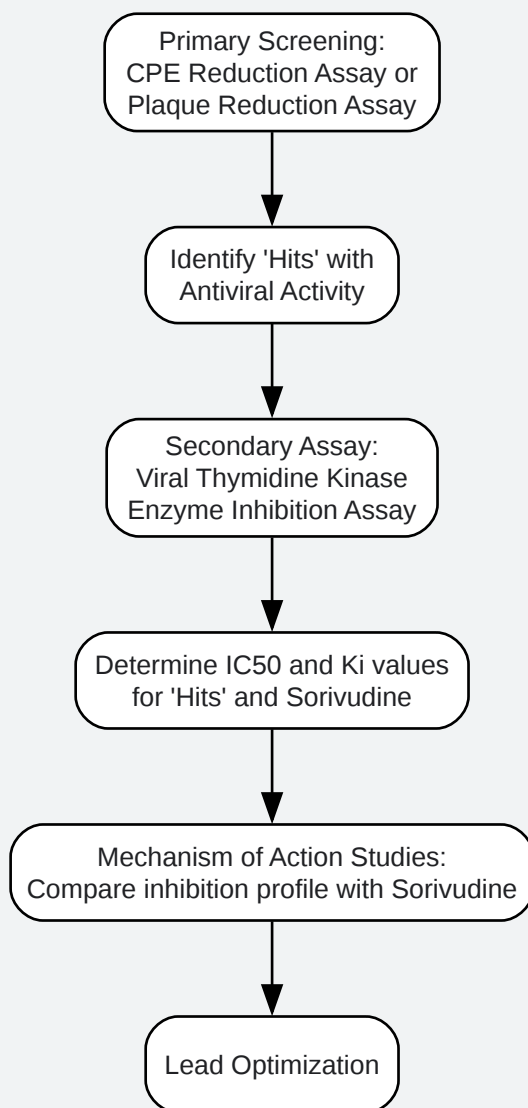 Primary Screening:
CPE Reduction Assay or
Plaque Reduction Assay
Identify 'Hits' with
Antiviral Activity
Secondary Assay:
Viral Thymidine Kinase
Enzyme Inhibition Assay
Determine IC50 and Ki values
for 'Hits' and Sorivudine
Mechanism of Action Studies:
Compare inhibition profile with Sorivudine
Lead Optimization